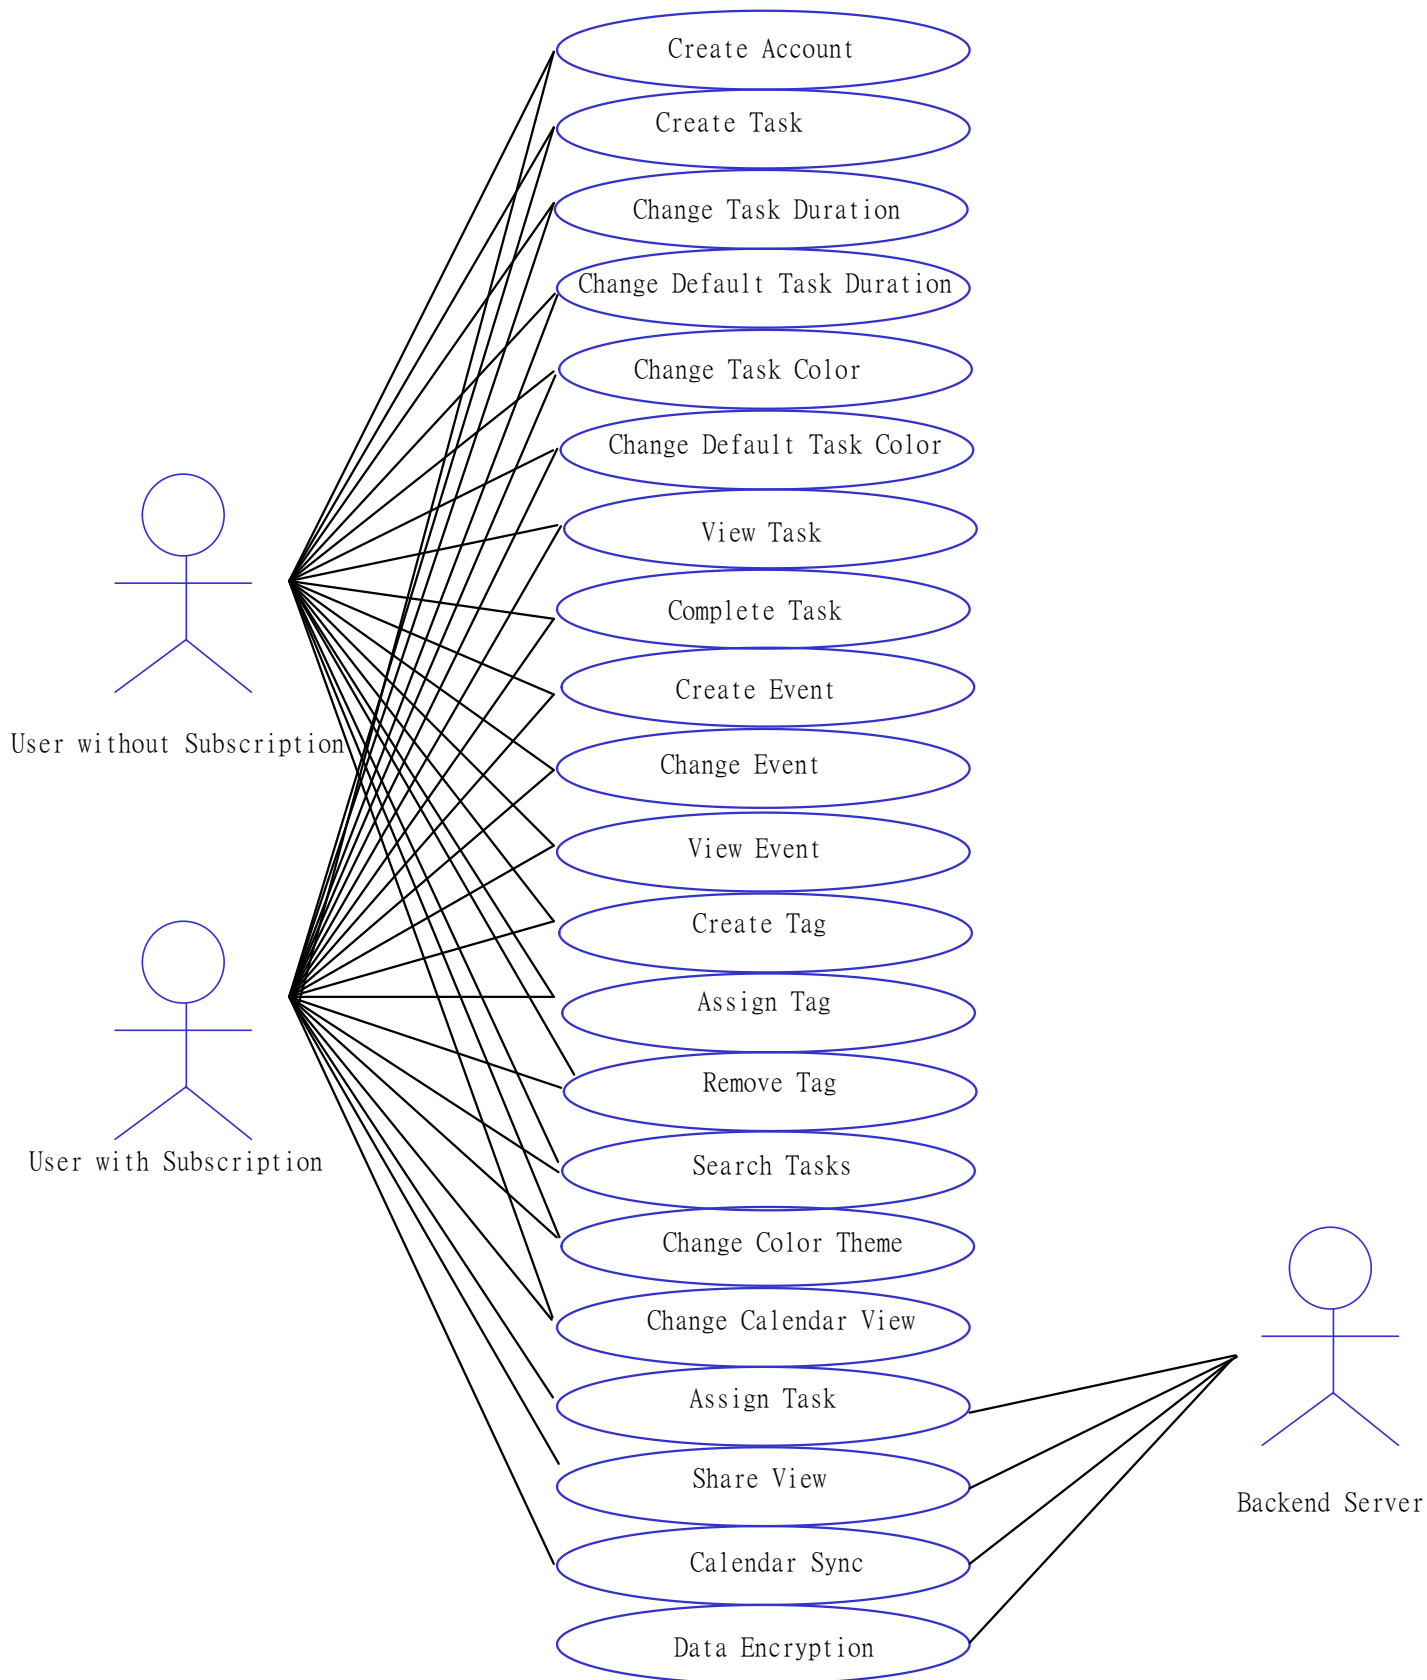 Create Account
Create Task
Change Task Duration
Change Default Task Duration
Change Task Color
Change Default Task Color
View Task
Complete Task
Create Event
User without Subscription
Change Event
View Event
Create Tag
Assign Tag
Remove Tag
User with Subscription
Search Tasks
Change Color Theme
Change Calendar View
Assign Task
Share View
Backend Server
Calendar Sync
Data Encryption